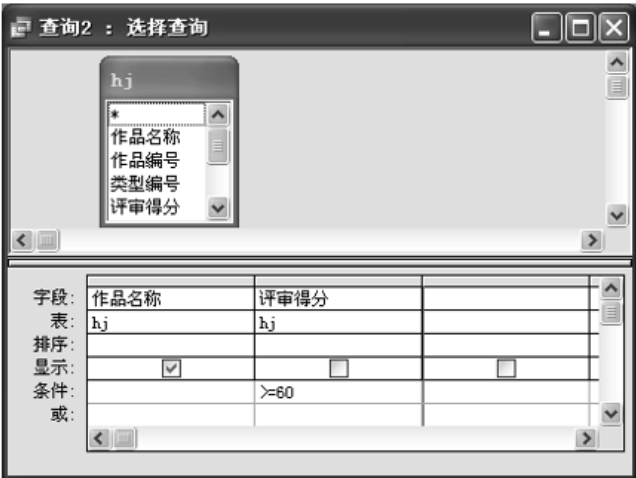 查询2 : 选择查询
hj
*
作品名称
作品编号
类型编号
评审得分
字段: 作品名称 评审得分
表: hj hj
排序:
显示:
条件: >=60
或: